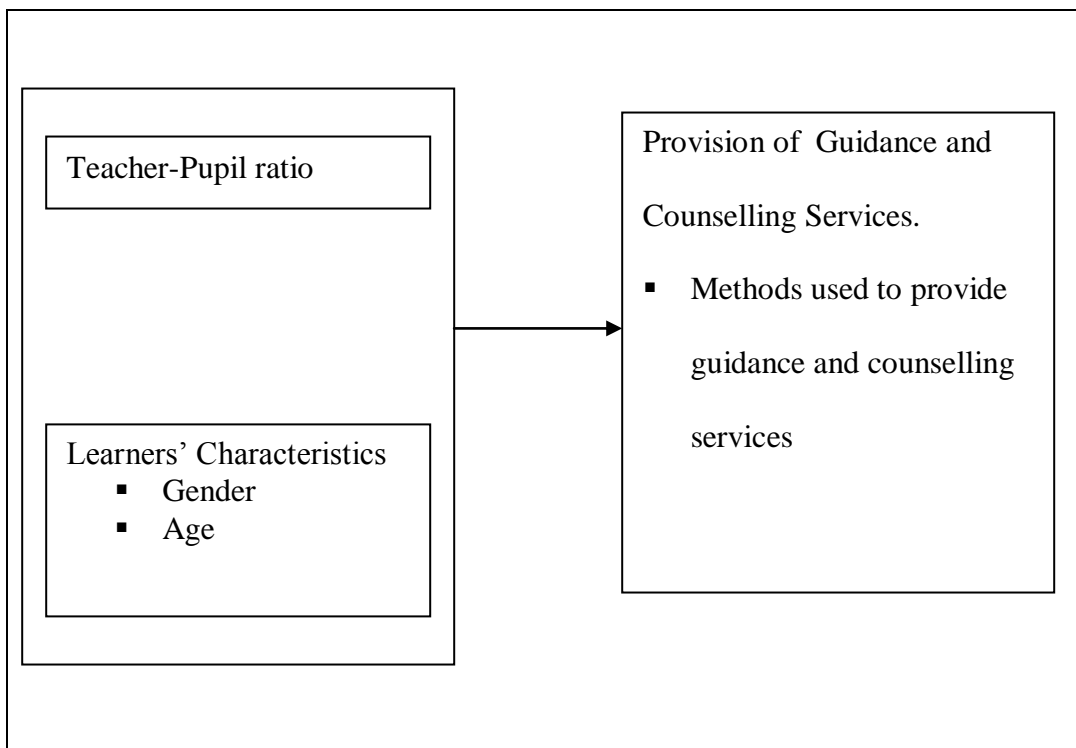 Teacher-Pupil ratio
Learners’ Characteristics
▪ Gender
▪ Age
Provision of Guidance and
Counselling Services.
▪ Methods used to provide
guidance and counselling
services